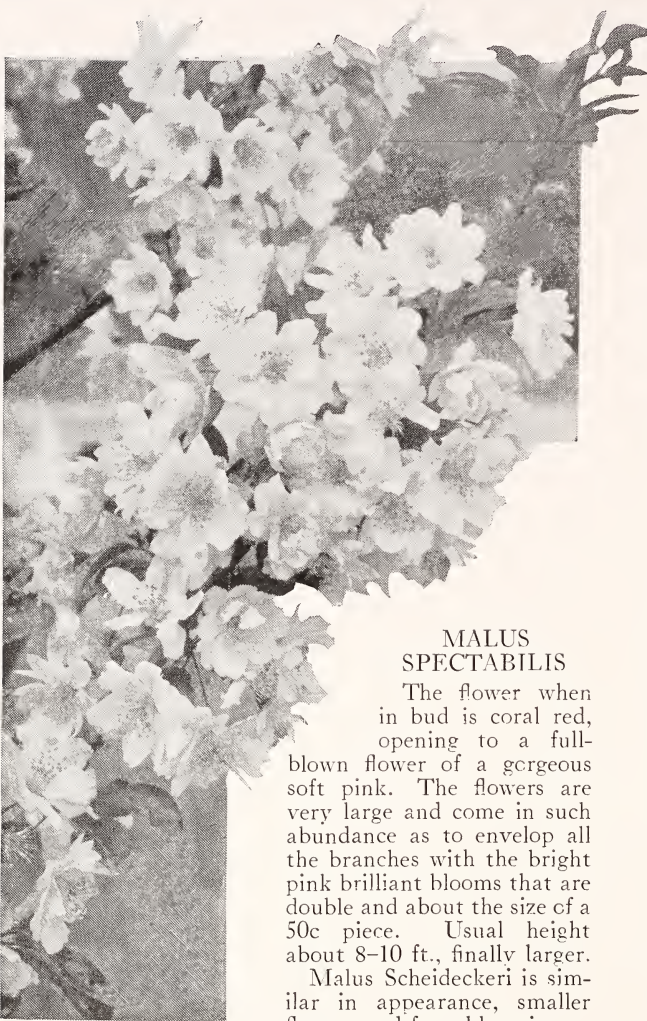 MALUS
SPECTABILIS
The flower when
in bud is coral red,
opening to a full-
blown flower of a gorgeous
soft pink. The flowers are
very large and come in such
abundance as to envelop all
the branches with the bright
pink brilliant blooms that are
double and about the size of a
50c piece. Usual height
about 8-10 ft., finally larger.
Malus Scheideckeri is sim-
ilar in appearance, smaller